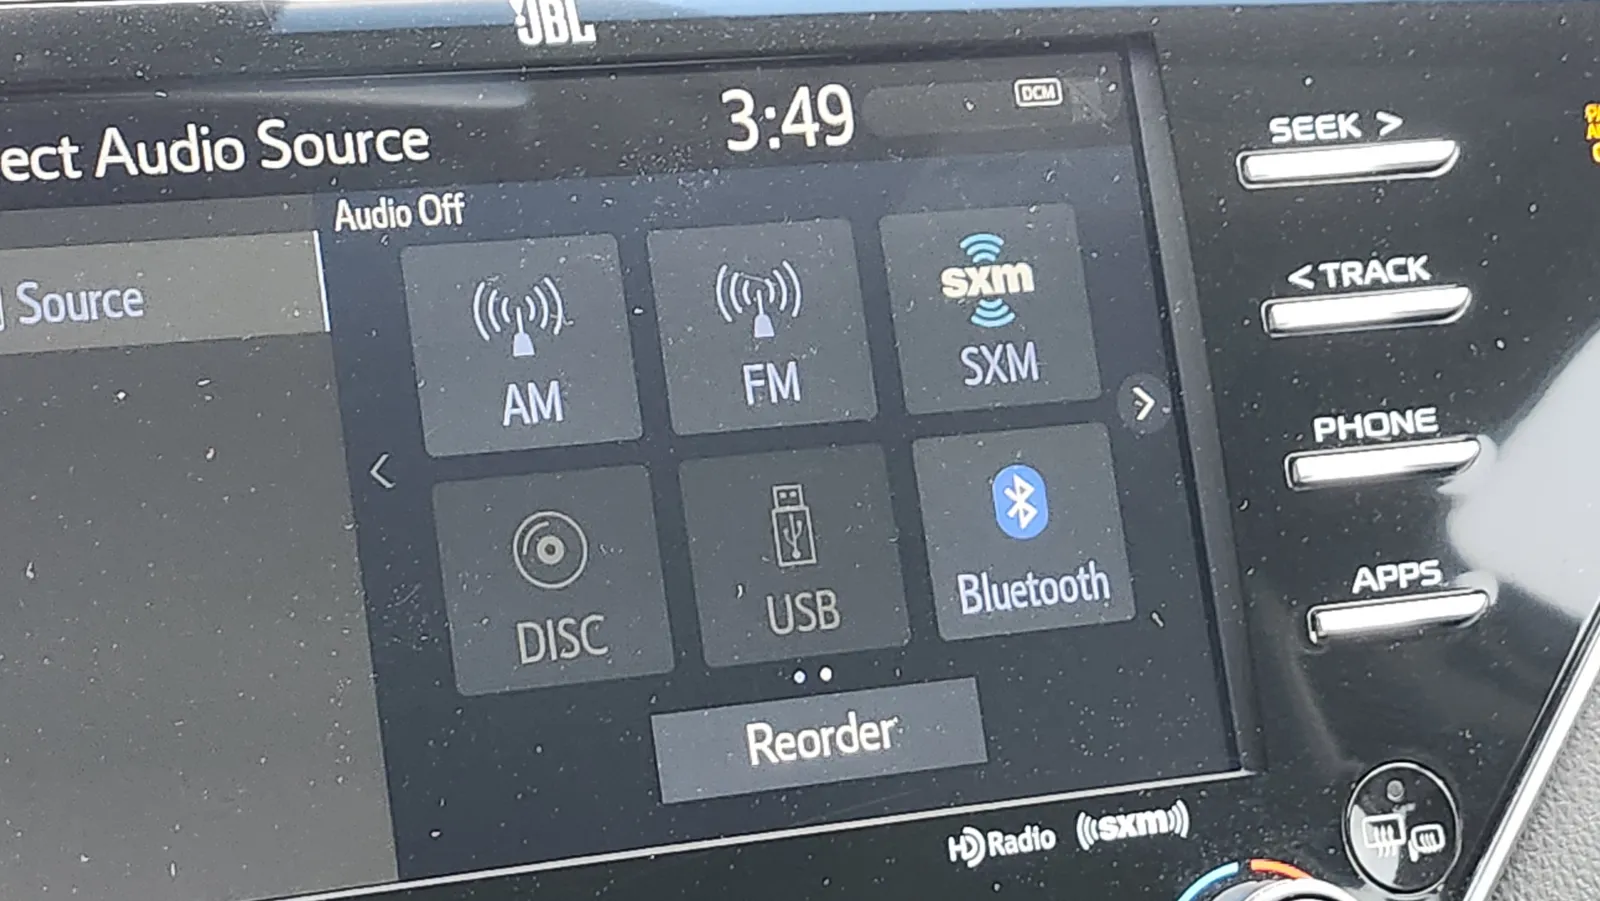 JBL
ect Audio Source
3:49
DCM
SEEK >
Audio Off
Source
< TRACK
AM
FM
sxm
SXM
PHONE
DISC
USB
Bluetooth
APPS
Reorder
HD Radio
sxm